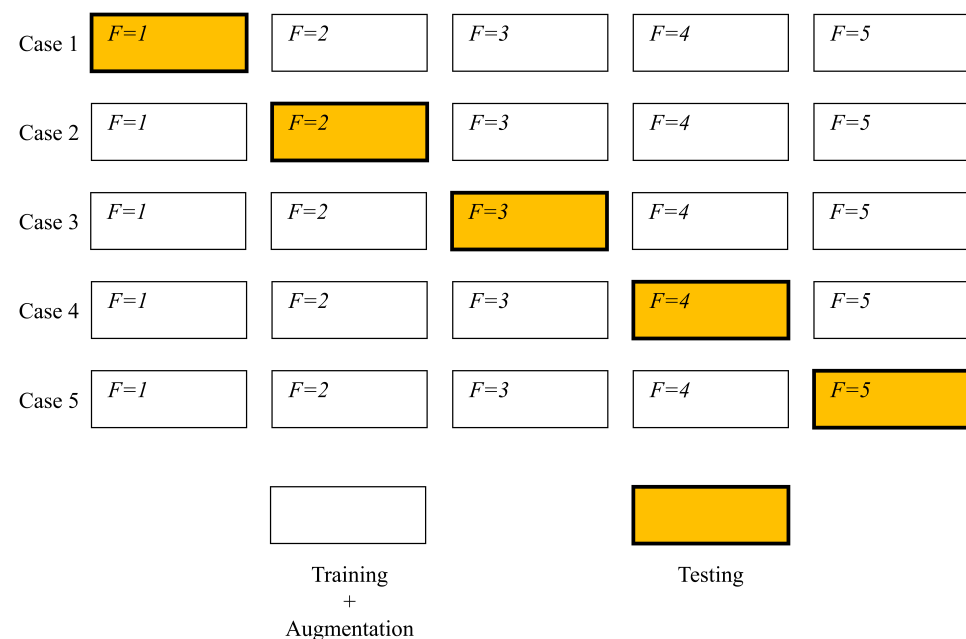 Case 1 F=1 F=2 F=3 F=4 F=5
Case 2 F=1 F=2 F=3 F=4 F=5
Case 3 F=1 F=2 F=3 F=4 F=5
Case 4 F=1 F=2 F=3 F=4 F=5
Case 5 F=1 F=2 F=3 F=4 F=5
Training Testing
+
Augmentation